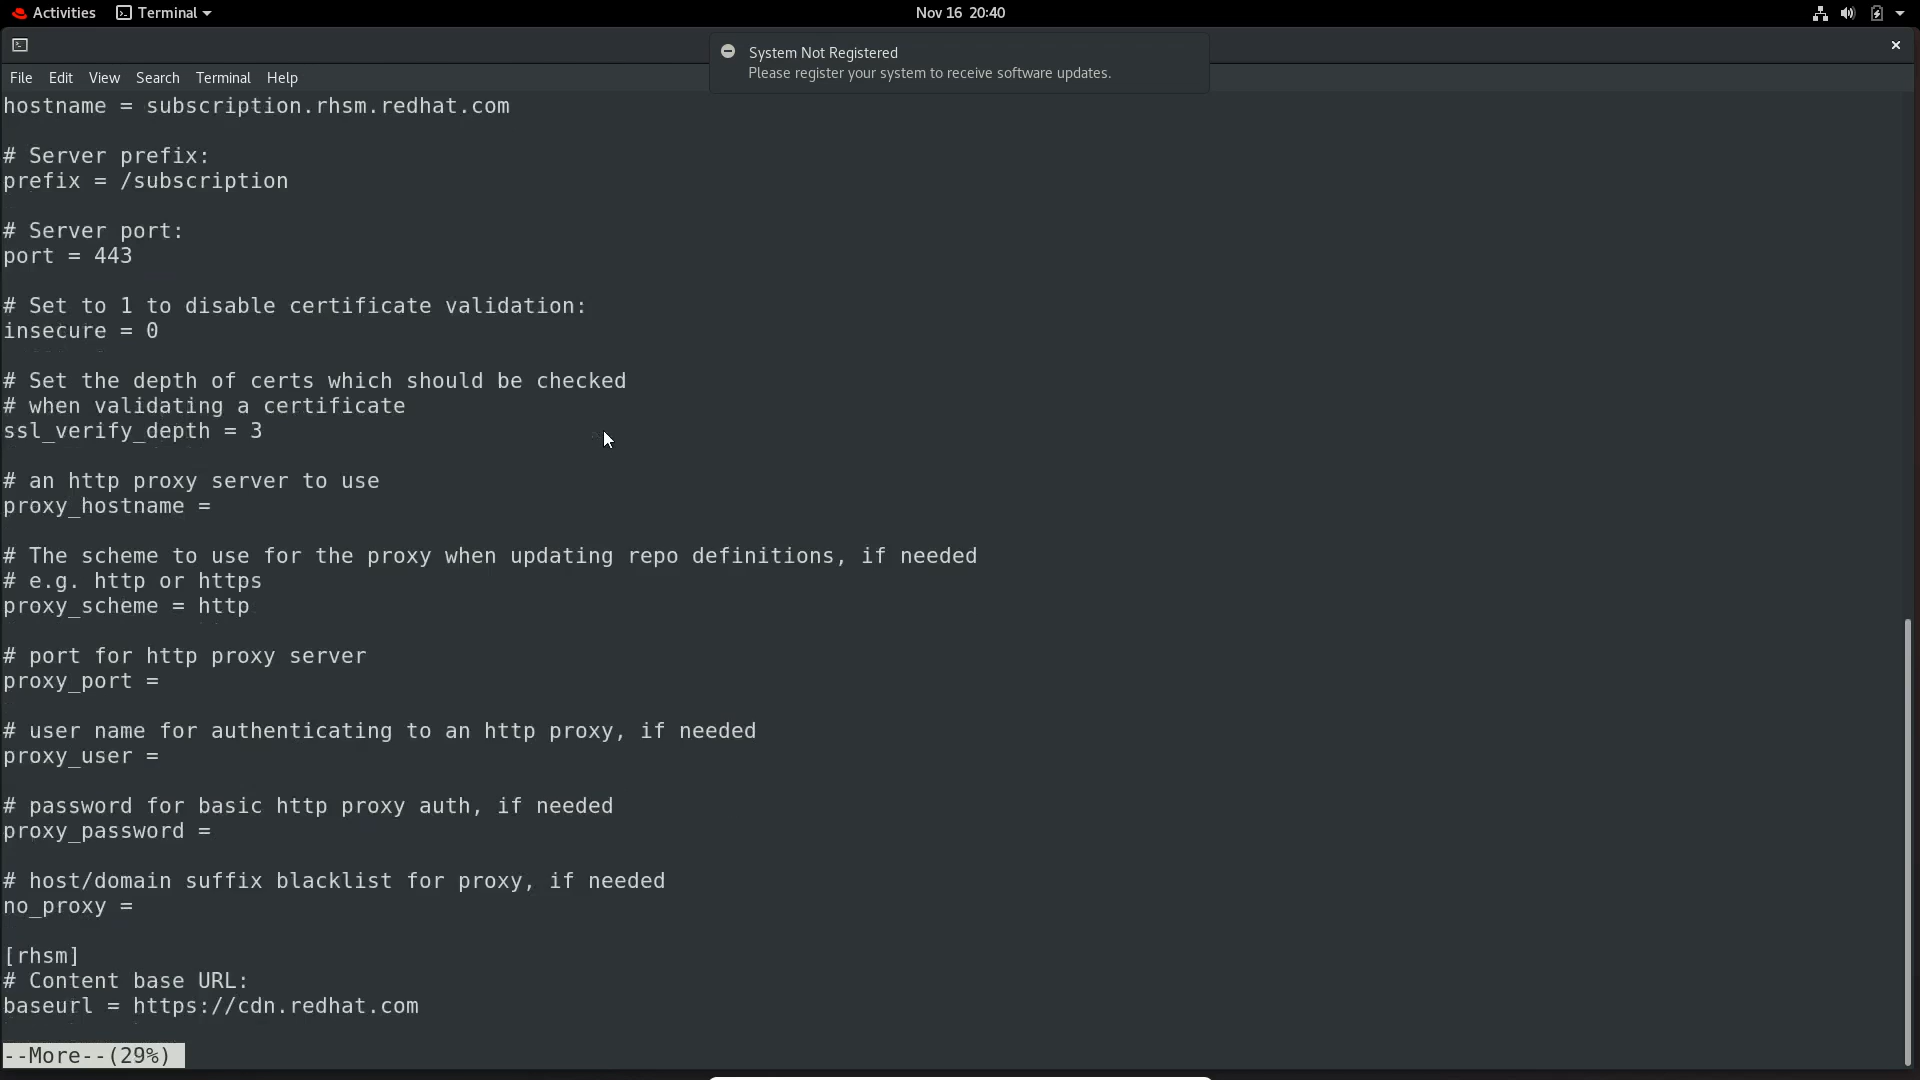 Activities Terminal Nov 16 20:40
System Not Registered
Please register your system to receive software updates.
File Edit View Search Terminal Help
hostname = subscription.rhsm.redhat.com
# Server prefix:
prefix = /subscription
# Server port:
port = 443
# Set to 1 to disable certificate validation:
insecure = 0
# Set the depth of certs which should be checked
# when validating a certificate
ssl_verify_depth = 3
# an http proxy server to use
proxy_hostname =
# The scheme to use for the proxy when updating repo definitions, if needed
# e.g. http or https
proxy_scheme = http
# port for http proxy server
proxy_port =
# user name for authenticating to an http proxy, if needed
proxy_user =
# password for basic http proxy auth, if needed
proxy_password =
# host/domain suffix blacklist for proxy, if needed
no_proxy =
[rhsm]
# Content base URL:
baseurl = https://cdn.redhat.com
--More--(29%)